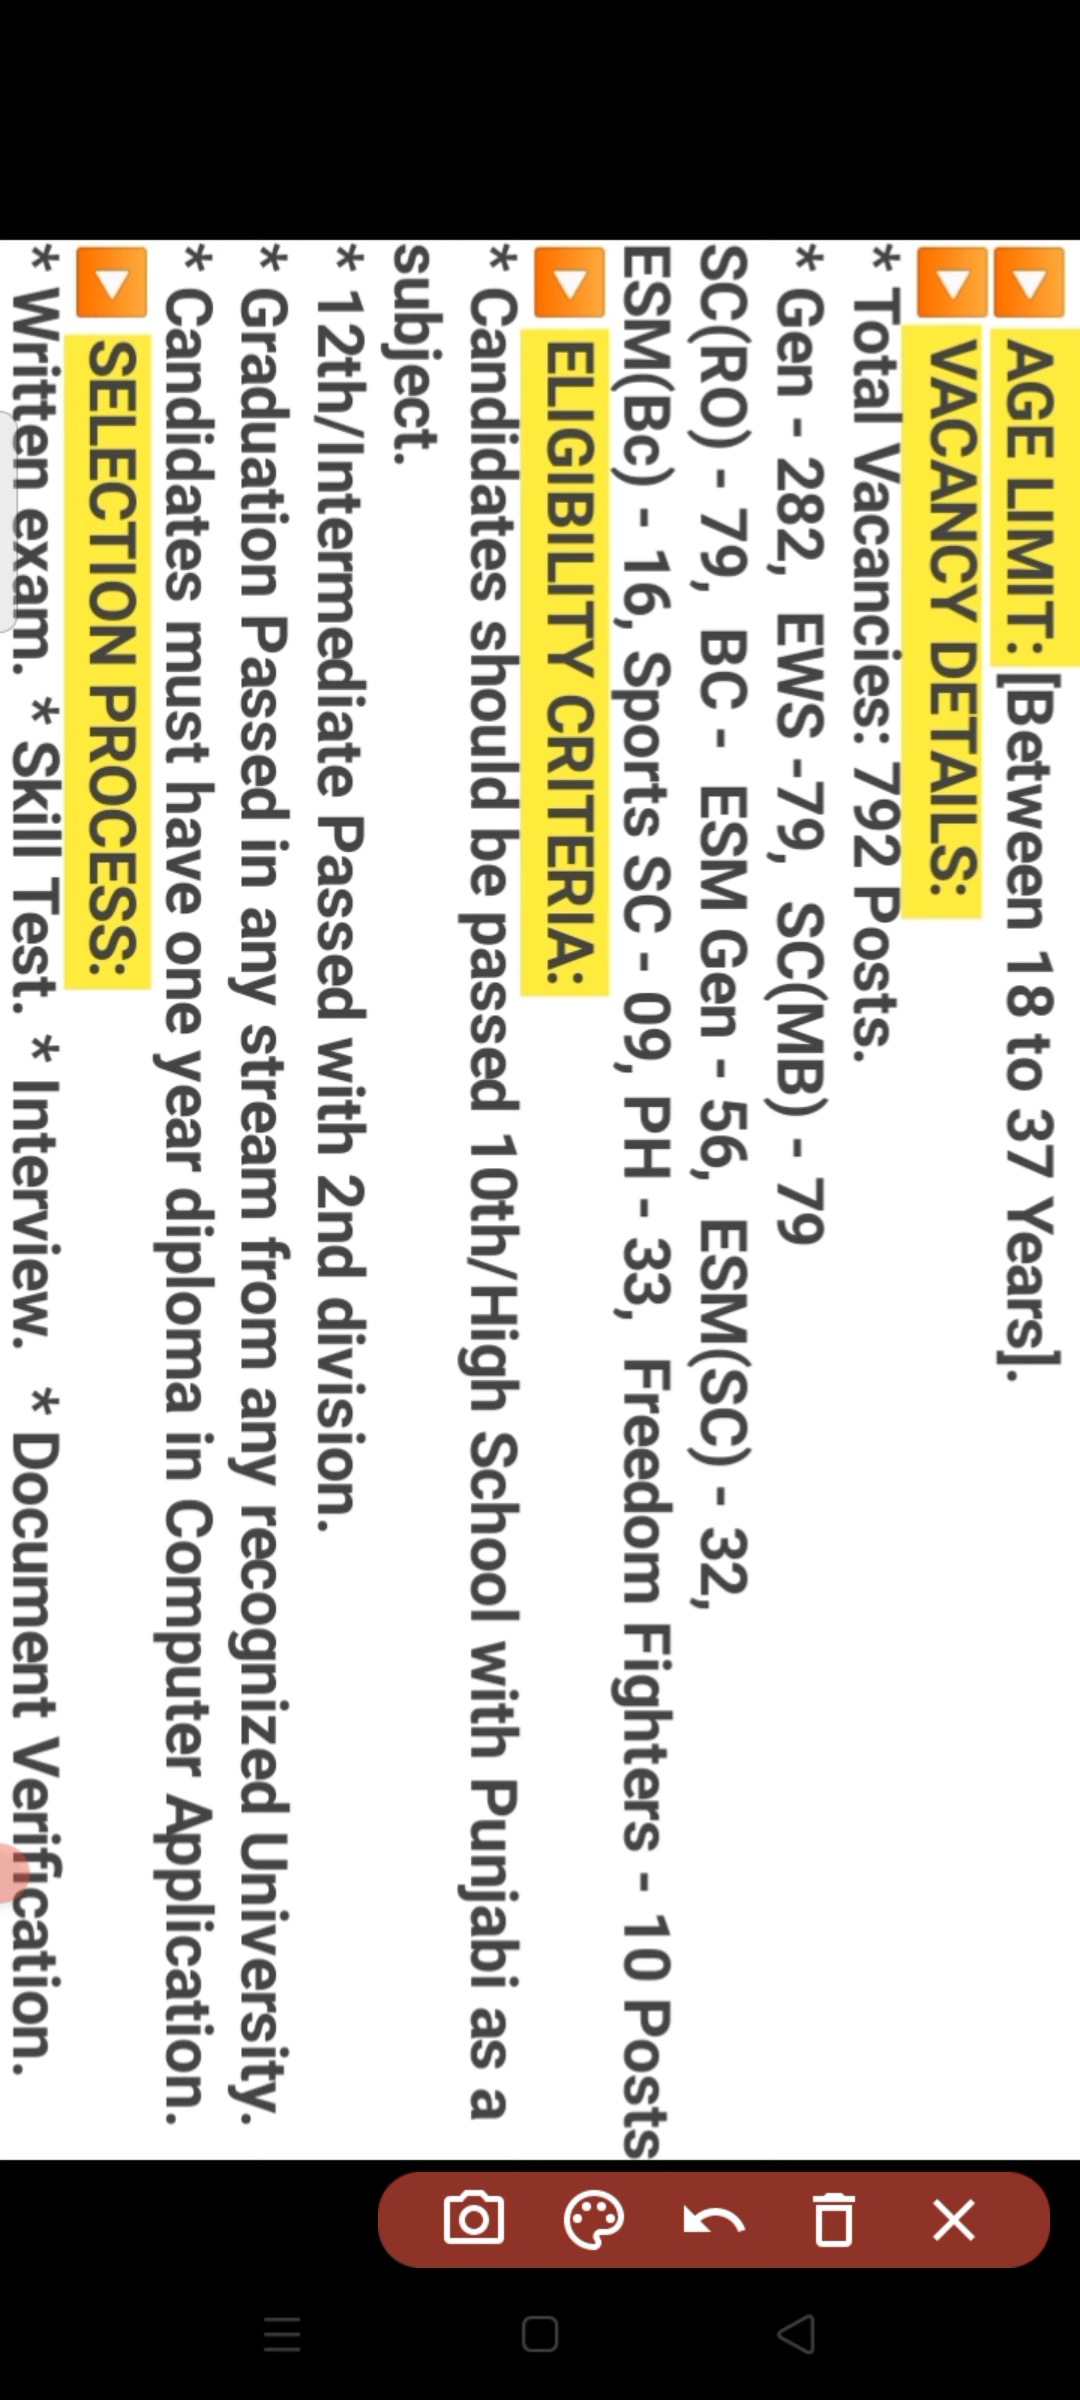 AGE LIMIT: [Between 18 to 37 Years].
VACANCY DETAILS:
* Total Vacancies: 792 Posts.
* Gen - 282, EWS -79, SC(MB) - 79
SC(RO) - 79, BC - ESM Gen - 56, ESM(SC) - 32,
ESM(Bc) - 16, Sports SC - 09, PH - 33, Freedom Fighters - 10 Posts
ELIGIBILITY CRITERIA:
* Candidates should be passed 10th/High School with Punjabi as a
subject.
* 12th/Intermediate Passed with 2nd division.
* Graduation Passed in any stream from any recognized University.
* Candidates must have one year diploma in Computer Application.
SELECTION PROCESS:
* Written exam. * Skill Test. * Interview. * Document Verification.